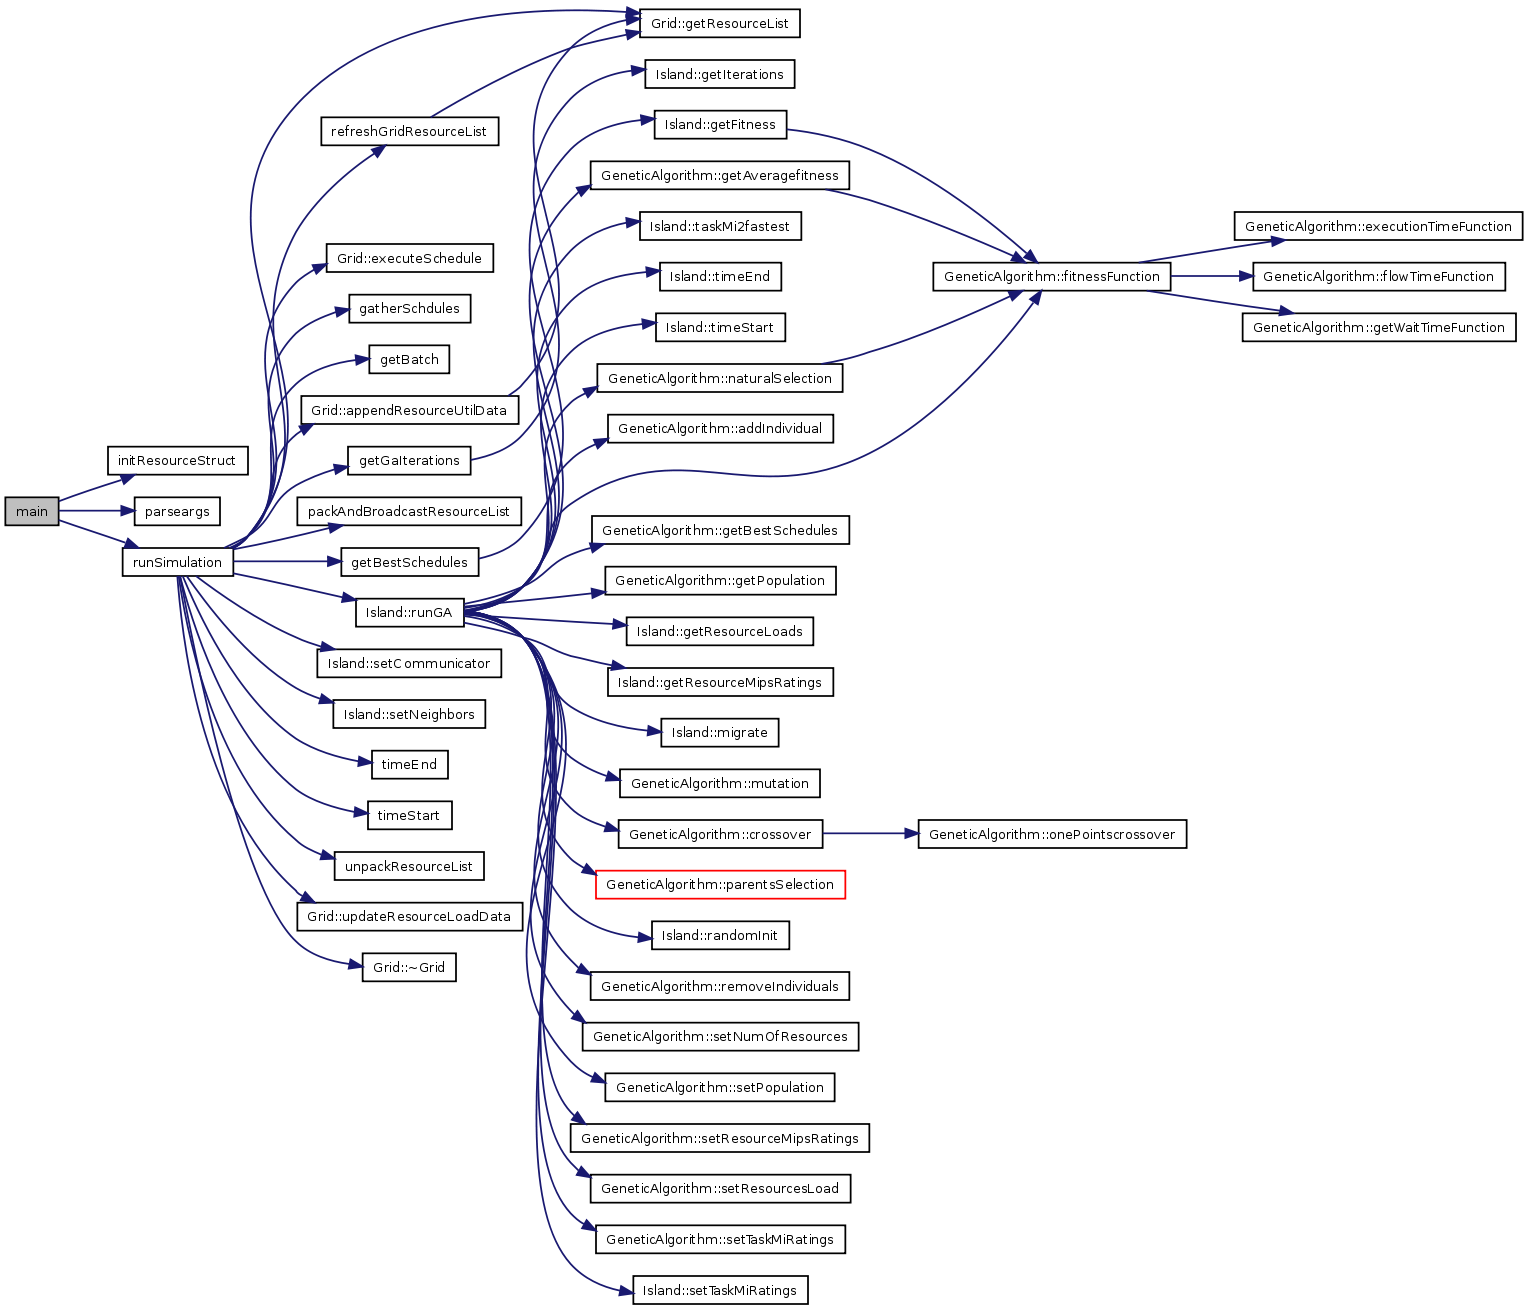 main
initResourceStruct
parseargs
runSimulation
refreshGridResourceList
Grid::executeSchedule
gatherSchdules
getBatch
Grid::appendResourceUtilData
getGaIterations
packAndBroadcastResourceList
getBestSchedules
Island::runGA
Island::setCommunicator
Island::setNeighbors
timeEnd
timeStart
unpackResourceList
Grid::updateResourceLoadData
Grid::~Grid
Grid::getResourceList
Island::getIterations
Island::getFitness
GeneticAlgorithm::getAveragefitness
Island::taskMi2fastest
Island::timeEnd
Island::timeStart
GeneticAlgorithm::naturalSelection
GeneticAlgorithm::addIndividual
GeneticAlgorithm::getBestSchedules
GeneticAlgorithm::getPopulation
Island::getResourceLoads
Island::getResourceMipsRatings
Island::migrate
GeneticAlgorithm::mutation
GeneticAlgorithm::crossover
GeneticAlgorithm::parentsSelection
Island::randomInit
GeneticAlgorithm::removeIndividuals
GeneticAlgorithm::setNumOfResources
GeneticAlgorithm::setPopulation
GeneticAlgorithm::setResourceMipsRatings
GeneticAlgorithm::setResourcesLoad
GeneticAlgorithm::setTaskMiRatings
Island::setTaskMiRatings
GeneticAlgorithm::fitnessFunction
GeneticAlgorithm::onePointscrossover
GeneticAlgorithm::executionTimeFunction
GeneticAlgorithm::flowTimeFunction
GeneticAlgorithm::getWaitTimeFunction